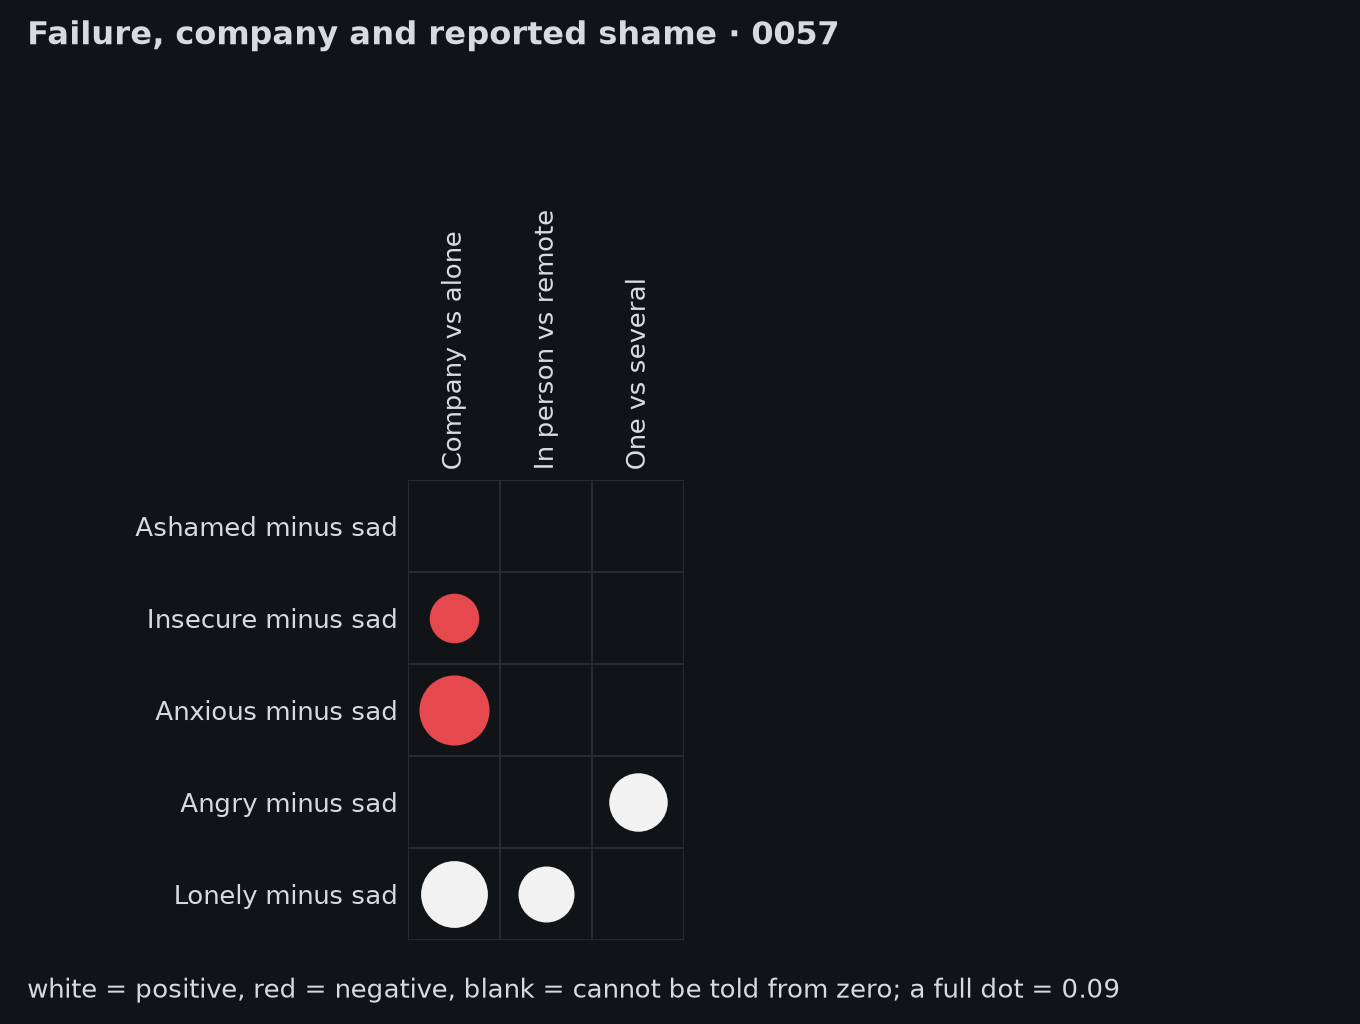 Failure, company and reported shame · 0057
Company vs alone
In person vs remote
One vs several
Ashamed minus sad
Insecure minus sad
Anxious minus sad
Angry minus sad
Lonely minus sad
white = positive, red = negative, blank = cannot be told from zero; a full dot = 0.09